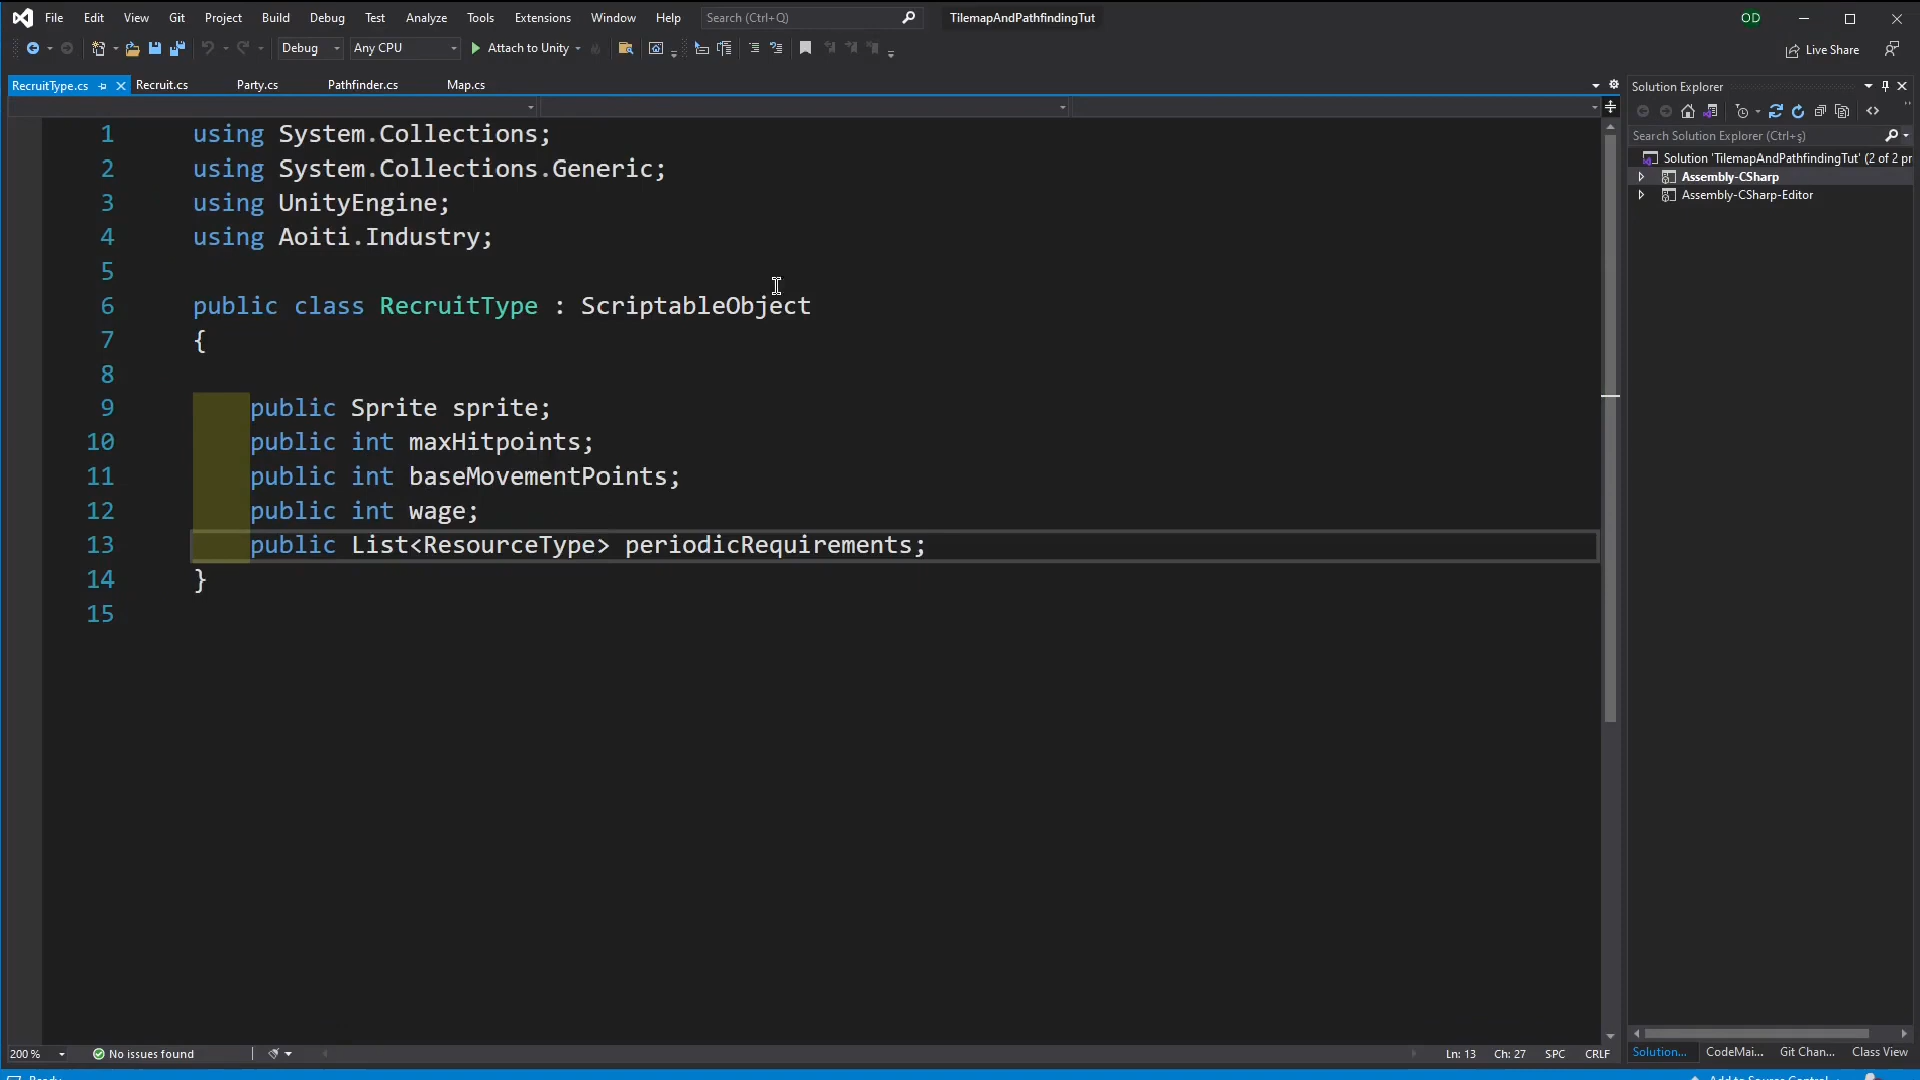 File Edit View Git Project Build Debug Test Analyze Tools Extensions Window Help Search (Ctrl+Q) TilemapAndPathfindingTut OD
Debug Any CPU Attach to Unity Live Share
RecruitType.cs Recruit.cs Party.cs Pathfinder.cs Map.cs
1 using System.Collections;
2 using System.Collections.Generic;
3 using UnityEngine;
4 using Aoiti.Industry;
5
6 public class RecruitType : ScriptableObject
7 {
8
9 public Sprite sprite;
10 public int maxHitpoints;
11 public int baseMovementPoints;
12 public int wage;
13 public List<ResourceType> periodicRequirements;
14 }
15
Solution Explorer
Search Solution Explorer (Ctrl+ş)
Solution 'TilemapAndPathfindingTut' (2 of 2 pr
Assembly-CSharp
Assembly-CSharp-Editor
Solution... CodeMai... Git Chan... Class View
200 % No issues found Ln: 13 Ch: 27 SPC CRLF